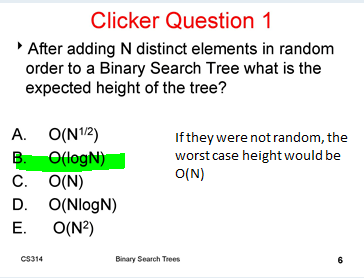 Clicker Question 1
‣ After adding N distinct elements in random
order to a Binary Search Tree what is the
expected height of the tree?
A. O(N¹/²)
B. O(logN)
C. O(N)
D. O(NlogN)
E. O(N²)
If they were not random, the
worst case height would be
O(N)
CS314 Binary Search Trees 6